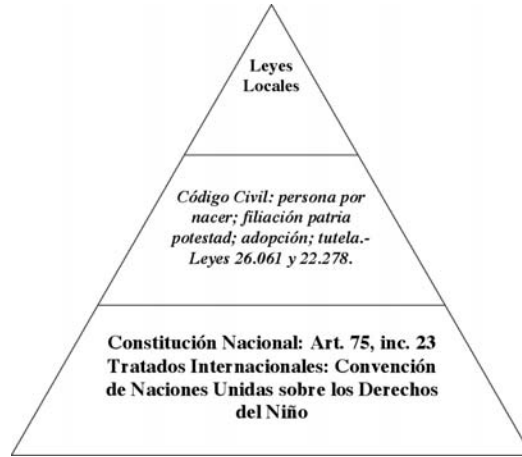 Leyes
Locales
Código Civil: persona por
nacer; filiación patria
potestad; adopción; tutela.-
Leyes 26.061 y 22.278.
Constitución Nacional: Art. 75, inc. 23
Tratados Internacionales: Convención
de Naciones Unidas sobre los Derechos
del Niño